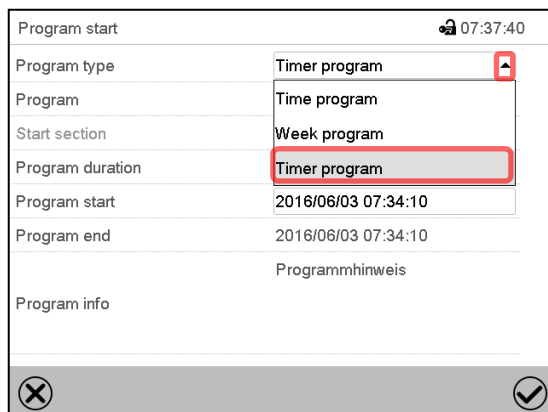 Program start 07:37:40
Program type Timer program
Program Time program
Start section Week program
Program duration Timer program
Program start 2016/06/03 07:34:10
Program end 2016/06/03 07:34:10
Programmhinweis
Program info